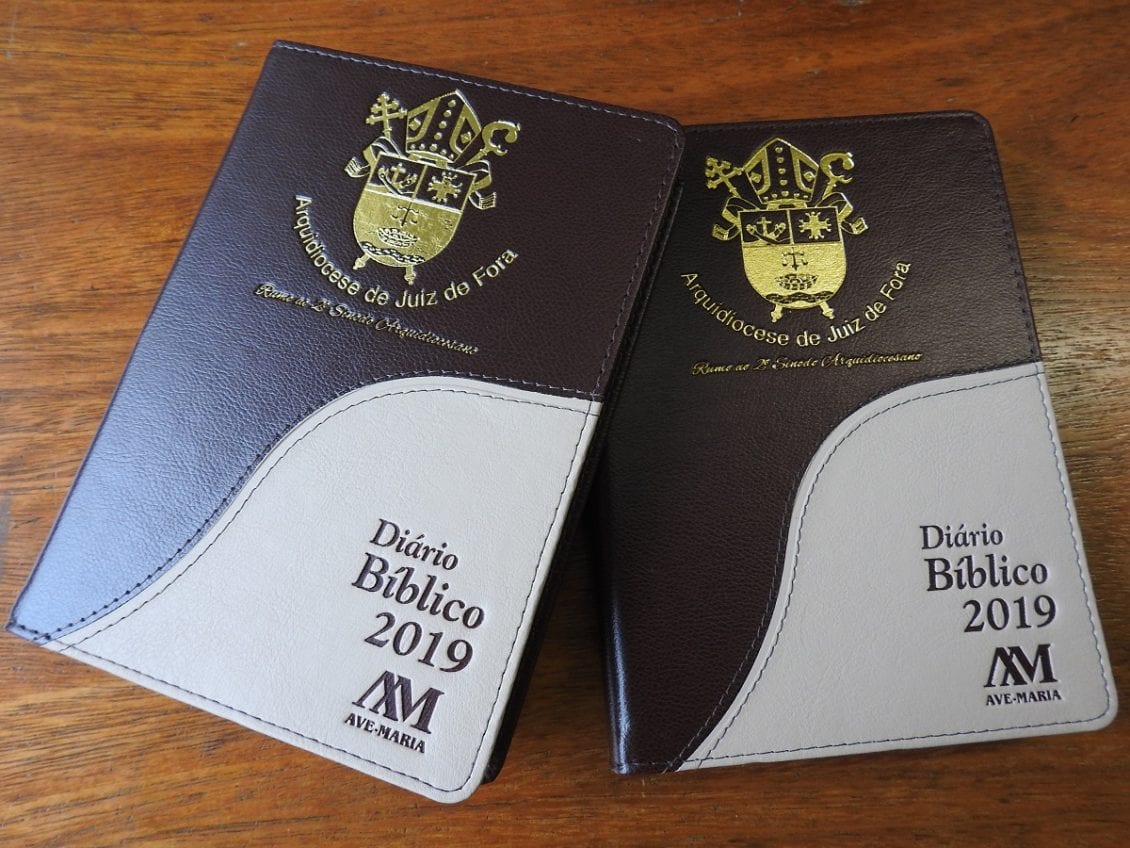 Arquidiocese de Juiz de Fora
Rumo ao 2º Sínodo Arquidiocesano
Diário
Bíblico
2019
AM
AVE-MARIA
Arquidiocese de Juiz de Fora
Rumo ao 2º Sínodo Arquidiocesano
Diário
Bíblico
2019
AM
AVE-MARIA